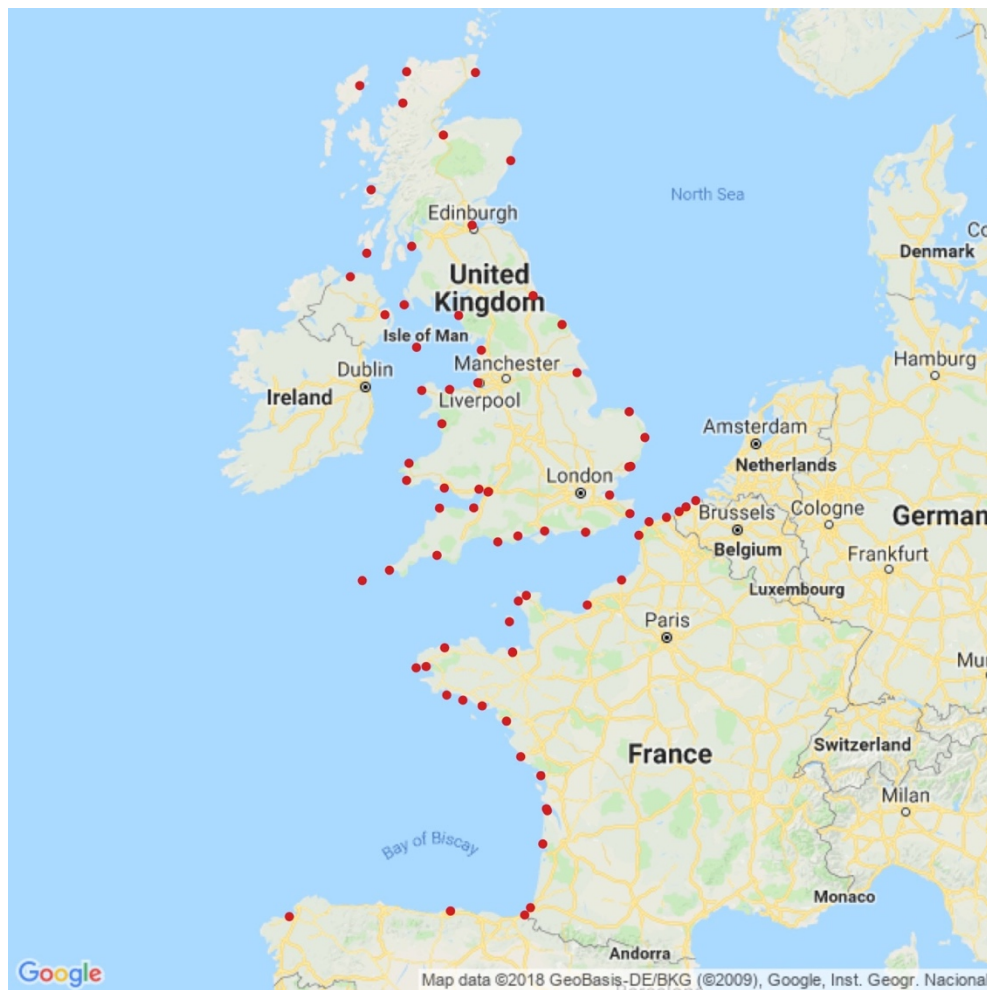 North Sea
Edinburgh
Co
Denmark
United
Kingdom
Isle of Man
Hamburg
Dublin
Manchester
Ireland
Liverpool
Amsterdam
Netherlands
London
Brussels
Cologne
German
Belgium
Frankfurt
Luxembourg
Paris
Mu
Switzerland
France
Milan
Bay of Biscay
Monaco
Andorra
Google
Map data ©2018 GeoBasis-DE/BKG (©2009), Google, Inst. Geogr. Nacional